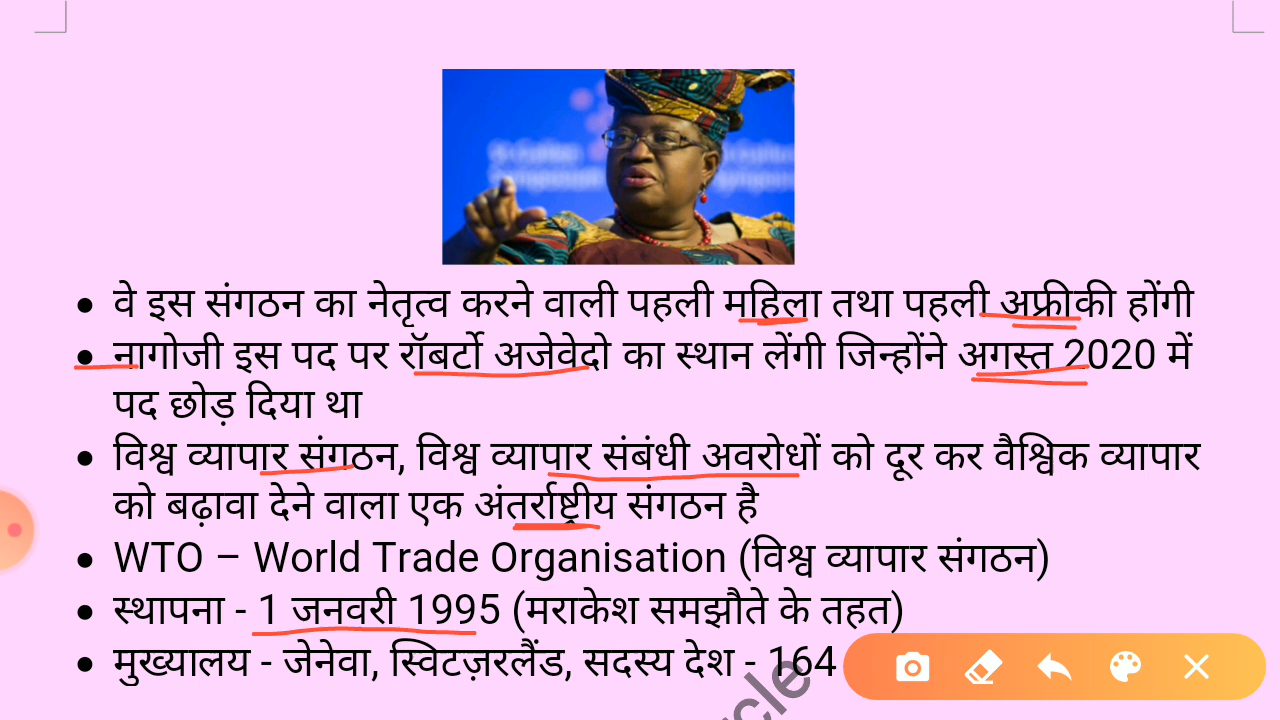 • वे इस संगठन का नेतृत्व करने वाली पहली महिला तथा पहली अफ्रीकी होंगी
• नागोजी इस पद पर रॉबर्टो अजेवेदो का स्थान लेंगी जिन्होंने अगस्त 2020 में
पद छोड़ दिया था
• विश्व व्यापार संगठन, विश्व व्यापार संबंधी अवरोधों को दूर कर वैश्विक व्यापार
को बढ़ावा देने वाला एक अंतर्राष्ट्रीय संगठन है
• WTO – World Trade Organisation (विश्व व्यापार संगठन)
• स्थापना - 1 जनवरी 1995 (मराकेश समझौते के तहत)
• मुख्यालय - जेनेवा, स्विटज़रलैंड, सदस्य देश - 164